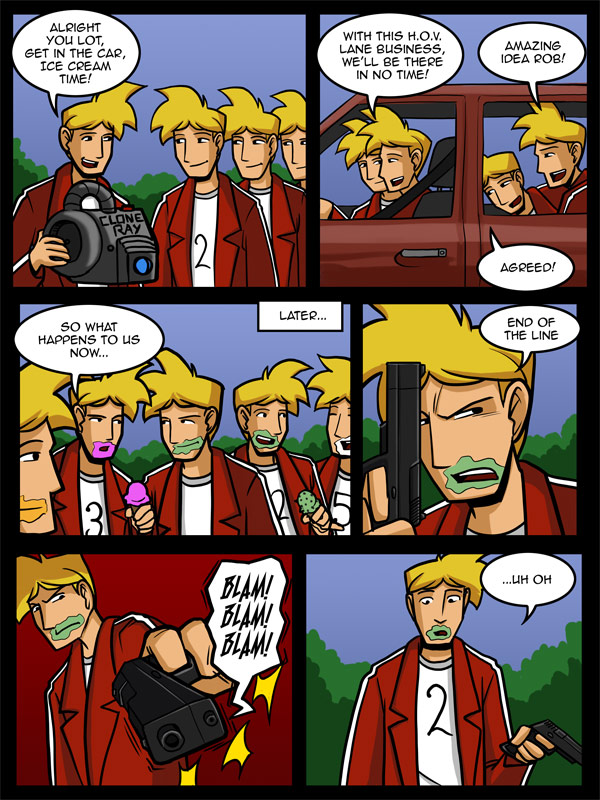 ALRIGHT
YOU LOT,
GET IN THE CAR,
ICE CREAM
TIME!
CLONE
RAY
2
WITH THIS H.O.V.
LANE BUSINESS,
WE'LL BE THERE
IN NO TIME!
AMAZING
IDEA ROB!
AGREED!
SO WHAT
HAPPENS TO US
NOW...
LATER...
3
2
5
END OF
THE LINE
BLAM!
BLAM!
BLAM!
...UH OH
2